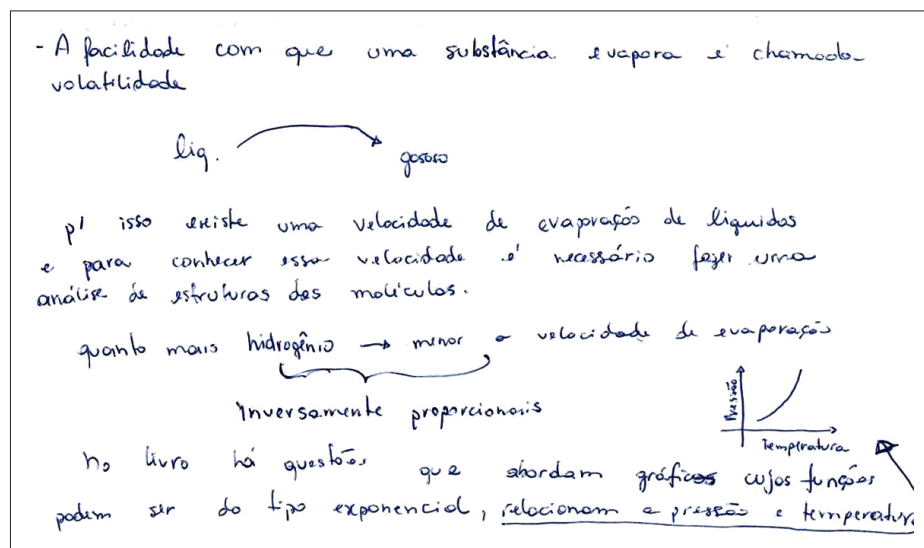 - A facilidade com que uma substância evapora é chamada
volatilidade
liq.
gasoso
p/ isso existe uma velocidade de evaporação de líquidos
e para conhecer essa velocidade é necessário fazer uma
análise de estruturas das moléculas.
quanto mais hidrogênio → menor a velocidade de evaporação
Inversamente proporcionais
Pressão
Temperatura
no livro há questões que abordam gráficos cujos funções
podem ser do tipo exponencial, relacionam a pressão e temperatura